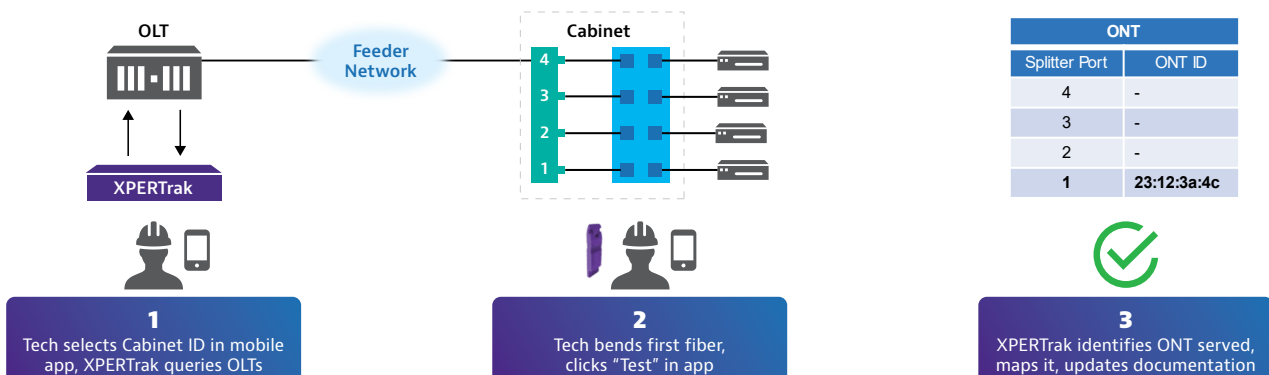 OLT
Feeder
Network
Cabinet
4
3
2
1
XPERTrak
ONT
Splitter Port ONT ID
4 -
3 -
2 -
1 23:12:3a:4c
1
Tech selects Cabinet ID in mobile
app, XPERTrak queries OLTs
2
Tech bends first fiber,
clicks “Test” in app
3
XPERTrak identifies ONT served,
maps it, updates documentation